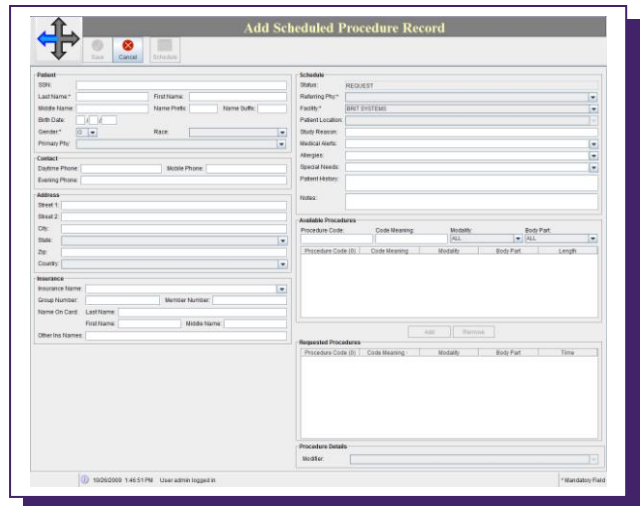 Add Scheduled Procedure Record
Save Cancel Schedule
Patient
SSN:
Last Name:* First Name:
Middle Name: Name Prefix: Name Suffix:
Birth Date: / /
Gender:* O Race:
Primary Phy:
Contact
Daytime Phone: Mobile Phone:
Evening Phone:
Address
Street 1:
Street 2:
City:
State:
Zip:
Country:
Insurance
Insurance Name:
Group Number: Member Number:
Name On Card: Last Name:
First Name: Middle Name:
Other Ins Names:
Schedule
Status: REQUEST
Referring Phy:*
Facility:* BRIT SYSTEMS
Patient Location:
Study Reason:
Medical Alerts:
Allergies:
Special Needs:
Patient History:
Notes:
Available Procedures
Procedure Code: Code Meaning: Modality: Body Part:
ALL ALL
Procedure Code (0) Code Meaning Modality Body Part Length
Add Remove
Requested Procedures
Procedure Code (0) Code Meaning Modality Body Part Time
Procedure Details
Modifier:
1:46:51 PM User admin logged in * Mandatory Field